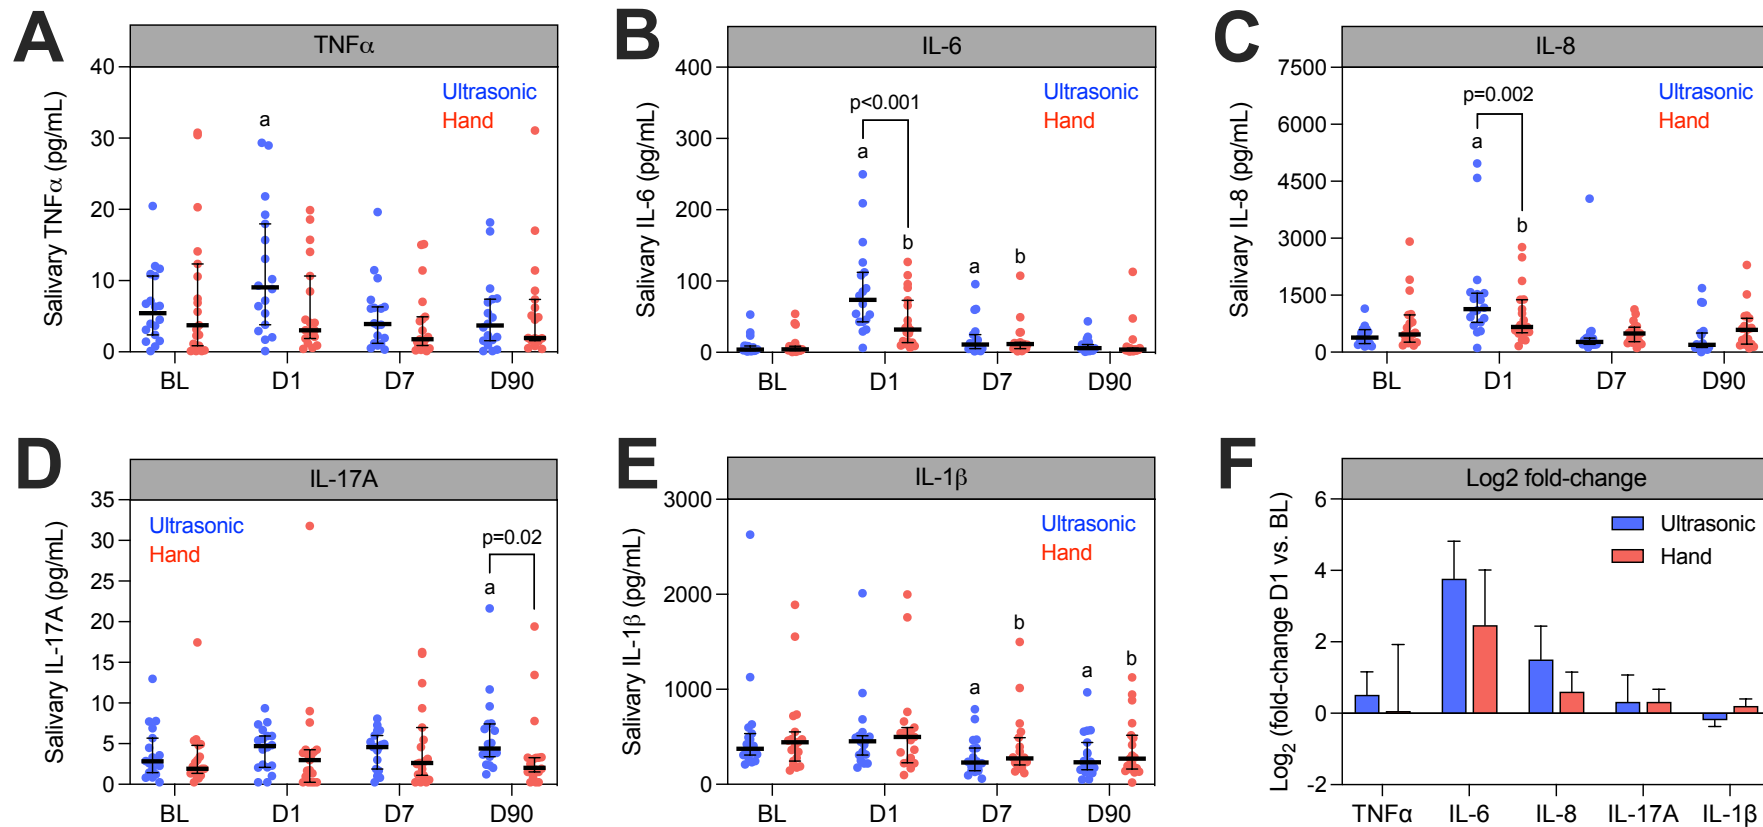 A
TNFα
Salivary TNFα (pg/mL)
40
30
20
10
0
Ultrasonic
Hand
a
BL D1 D7 D90
B
IL-6
Salivary IL-6 (pg/mL)
400
300
200
100
0
Ultrasonic
Hand
p<0.001
a
b
a
b
BL D1 D7 D90
C
IL-8
Salivary IL-8 (pg/mL)
7500
6000
4500
3000
1500
0
Ultrasonic
Hand
p=0.002
a
b
BL D1 D7 D90
D
IL-17A
Salivary IL-17A (pg/mL)
35
30
25
20
15
10
5
0
Ultrasonic
Hand
p=0.02
a
BL D1 D7 D90
E
IL-1β
Salivary IL-1β (pg/mL)
3000
2000
1000
0
Ultrasonic
Hand
a
b
a
b
BL D1 D7 D90
F
Log2 fold-change
Log2 (fold-change D1 vs. BL)
6
4
2
0
-2
Ultrasonic
Hand
TNFα IL-6 IL-8 IL-17A IL-1β